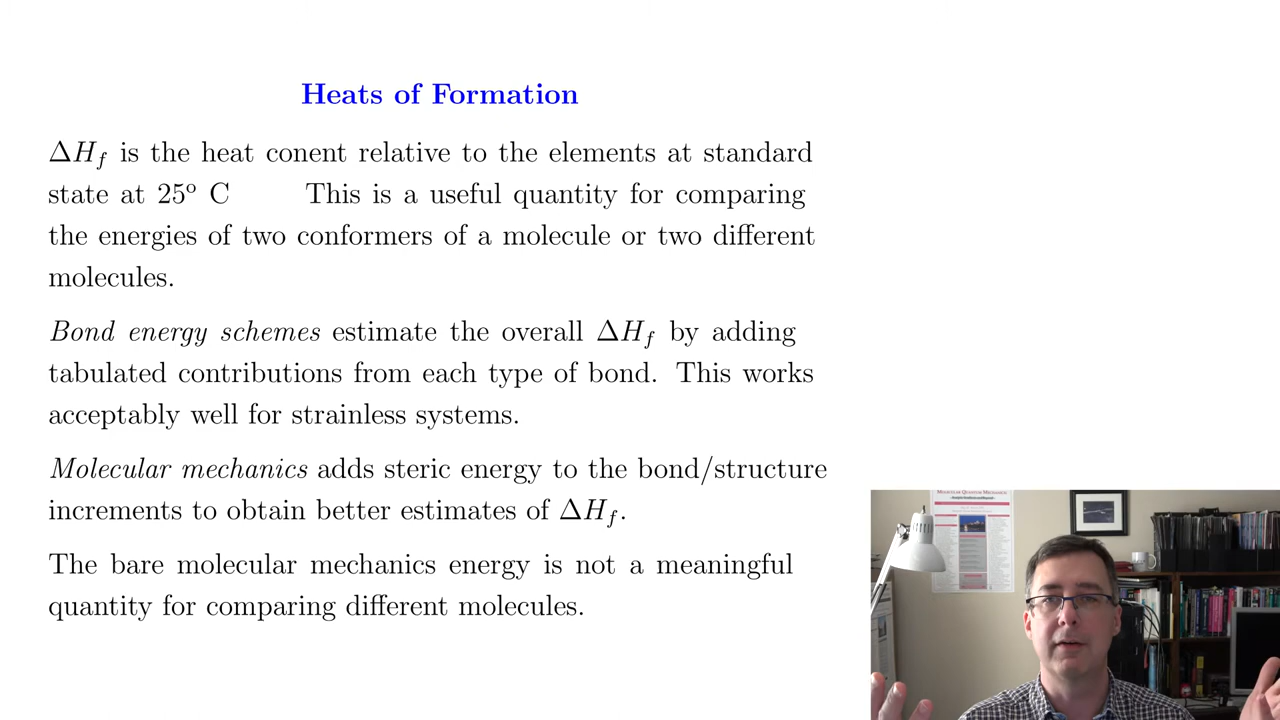 Heats of Formation
ΔH_f is the heat conent relative to the elements at standard
state at 25° C This is a useful quantity for comparing
the energies of two conformers of a molecule or two different
molecules.
Bond energy schemes estimate the overall ΔH_f by adding
tabulated contributions from each type of bond. This works
acceptably well for strainless systems.
Molecular mechanics adds steric energy to the bond/structure
increments to obtain better estimates of ΔH_f.
The bare molecular mechanics energy is not a meaningful
quantity for comparing different molecules.
MOLECULAR QUANTUM MECHANICS